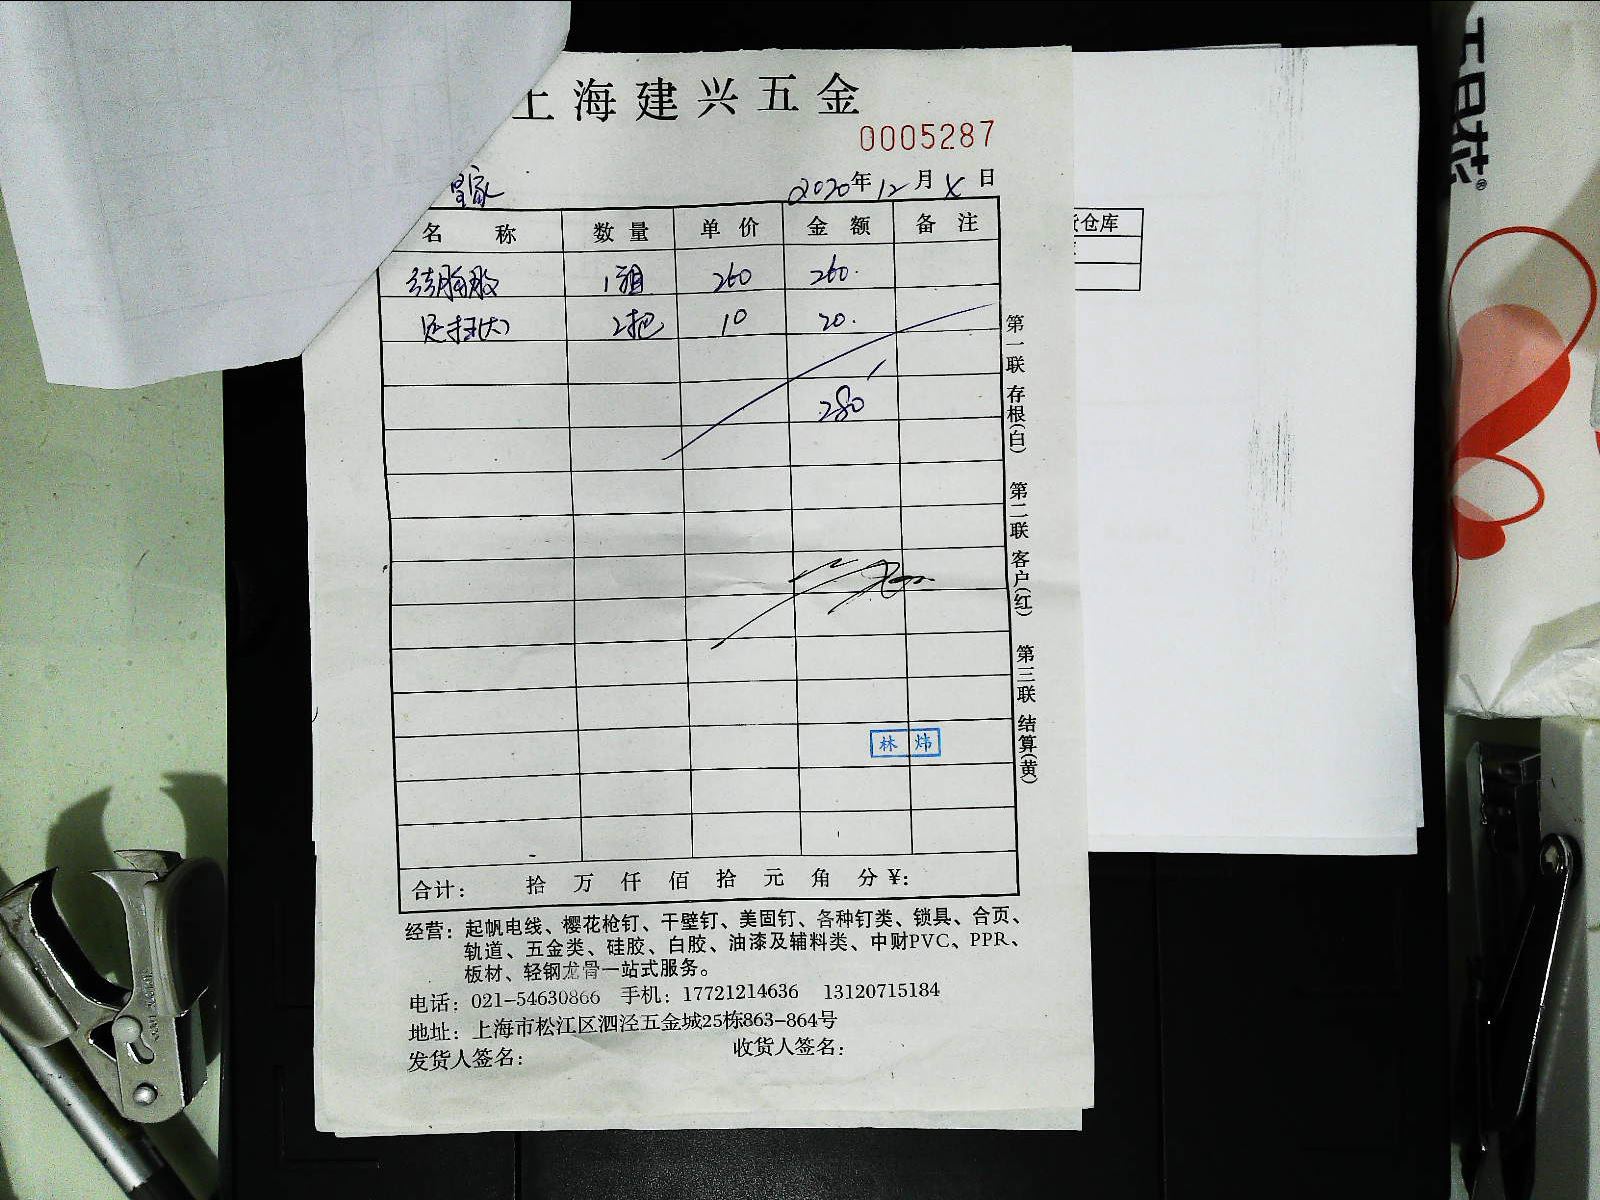 上海建兴五金
0005287
皇家
2020年12月 日
名 称 数量 单价 金额 备注
1组 260 260.
2把 10 20.
280
林炜
合计: 拾 万 仟 佰 拾 元 角 分 ¥:
第一联 存根(白) 第二联 客户(红) 第三联 结算(黄)
经营: 起帆电线、樱花枪钉、干壁钉、美固钉、各种钉类、锁具、合页、
轨道、五金类、硅胶、白胶、油漆及辅料类、中财PVC、PPR、
板材、轻钢龙骨一站式服务。
电话: 021-54630866 手机: 17721214636 13120715184
地址: 上海市松江区泗泾五金城25栋863-864号
发货人签名: 收货人签名:
仓库